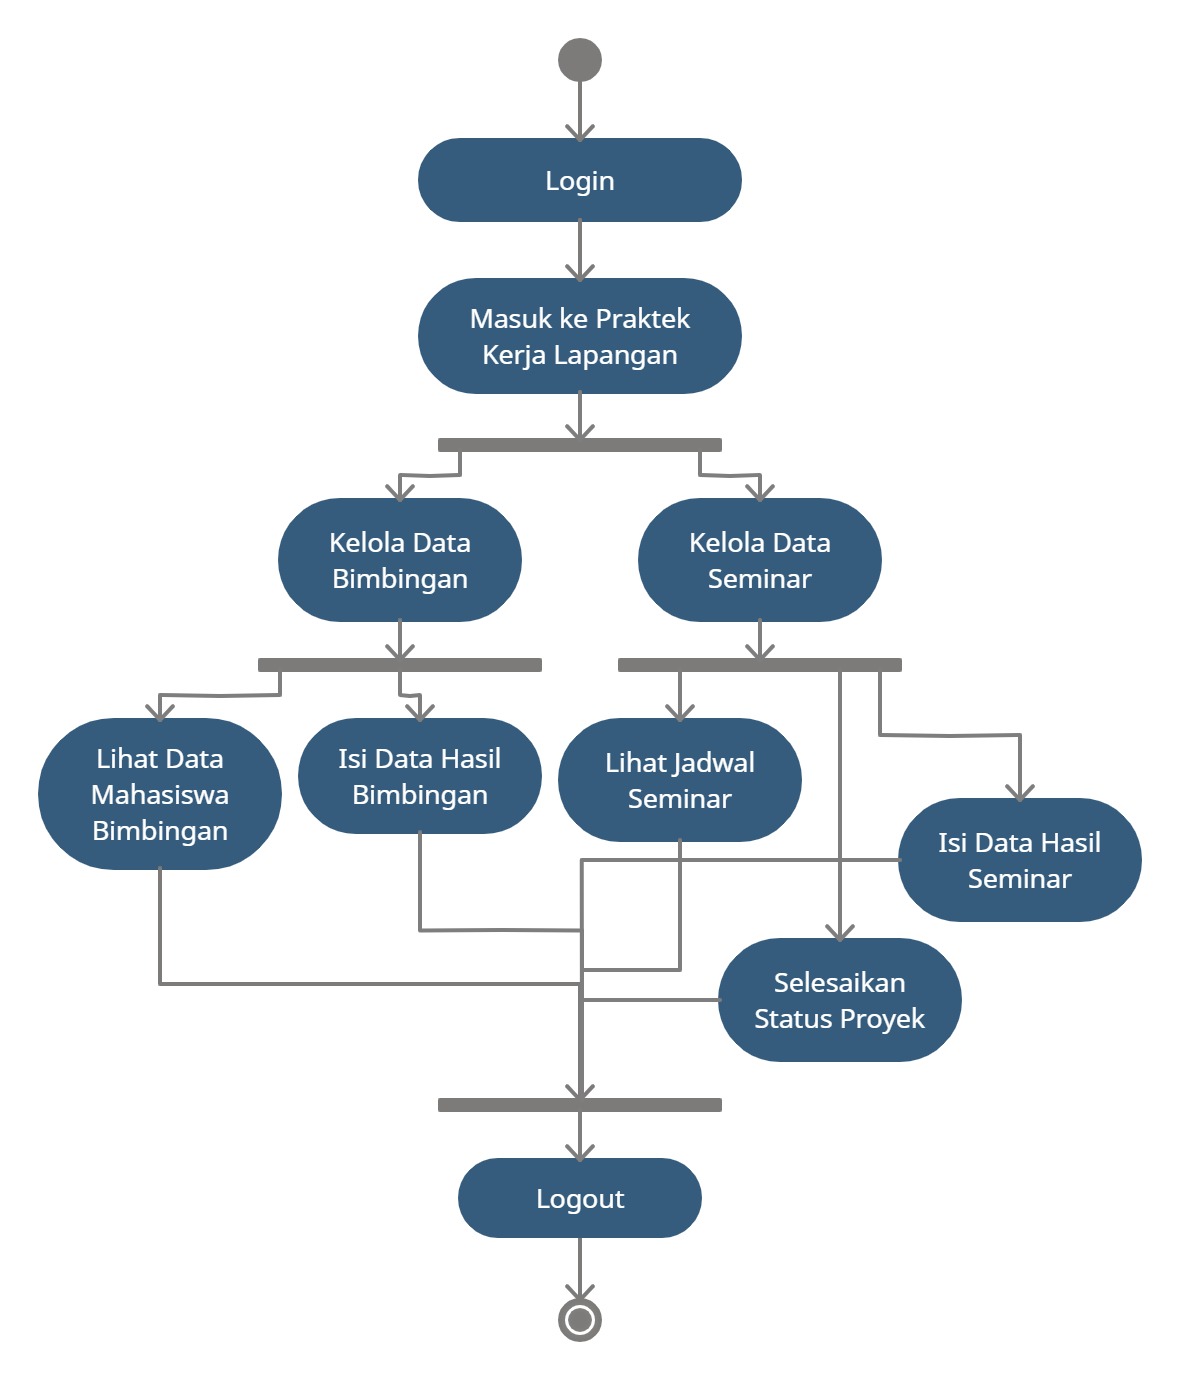 Login
Masuk ke Praktek
Kerja Lapangan
Kelola Data
Bimbingan
Kelola Data
Seminar
Lihat Data
Mahasiswa
Bimbingan
Isi Data Hasil
Bimbingan
Lihat Jadwal
Seminar
Isi Data Hasil
Seminar
Selesaikan
Status Proyek
Logout